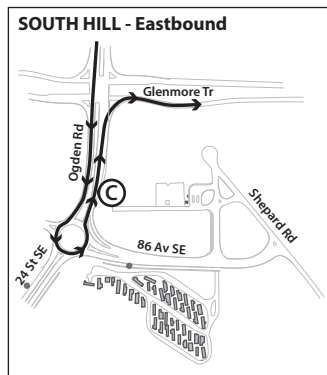 SOUTH HILL - Eastbound
Glenmore Tr
Ogden Rd
C
Shepard Rd
86 Av SE
24 St SE